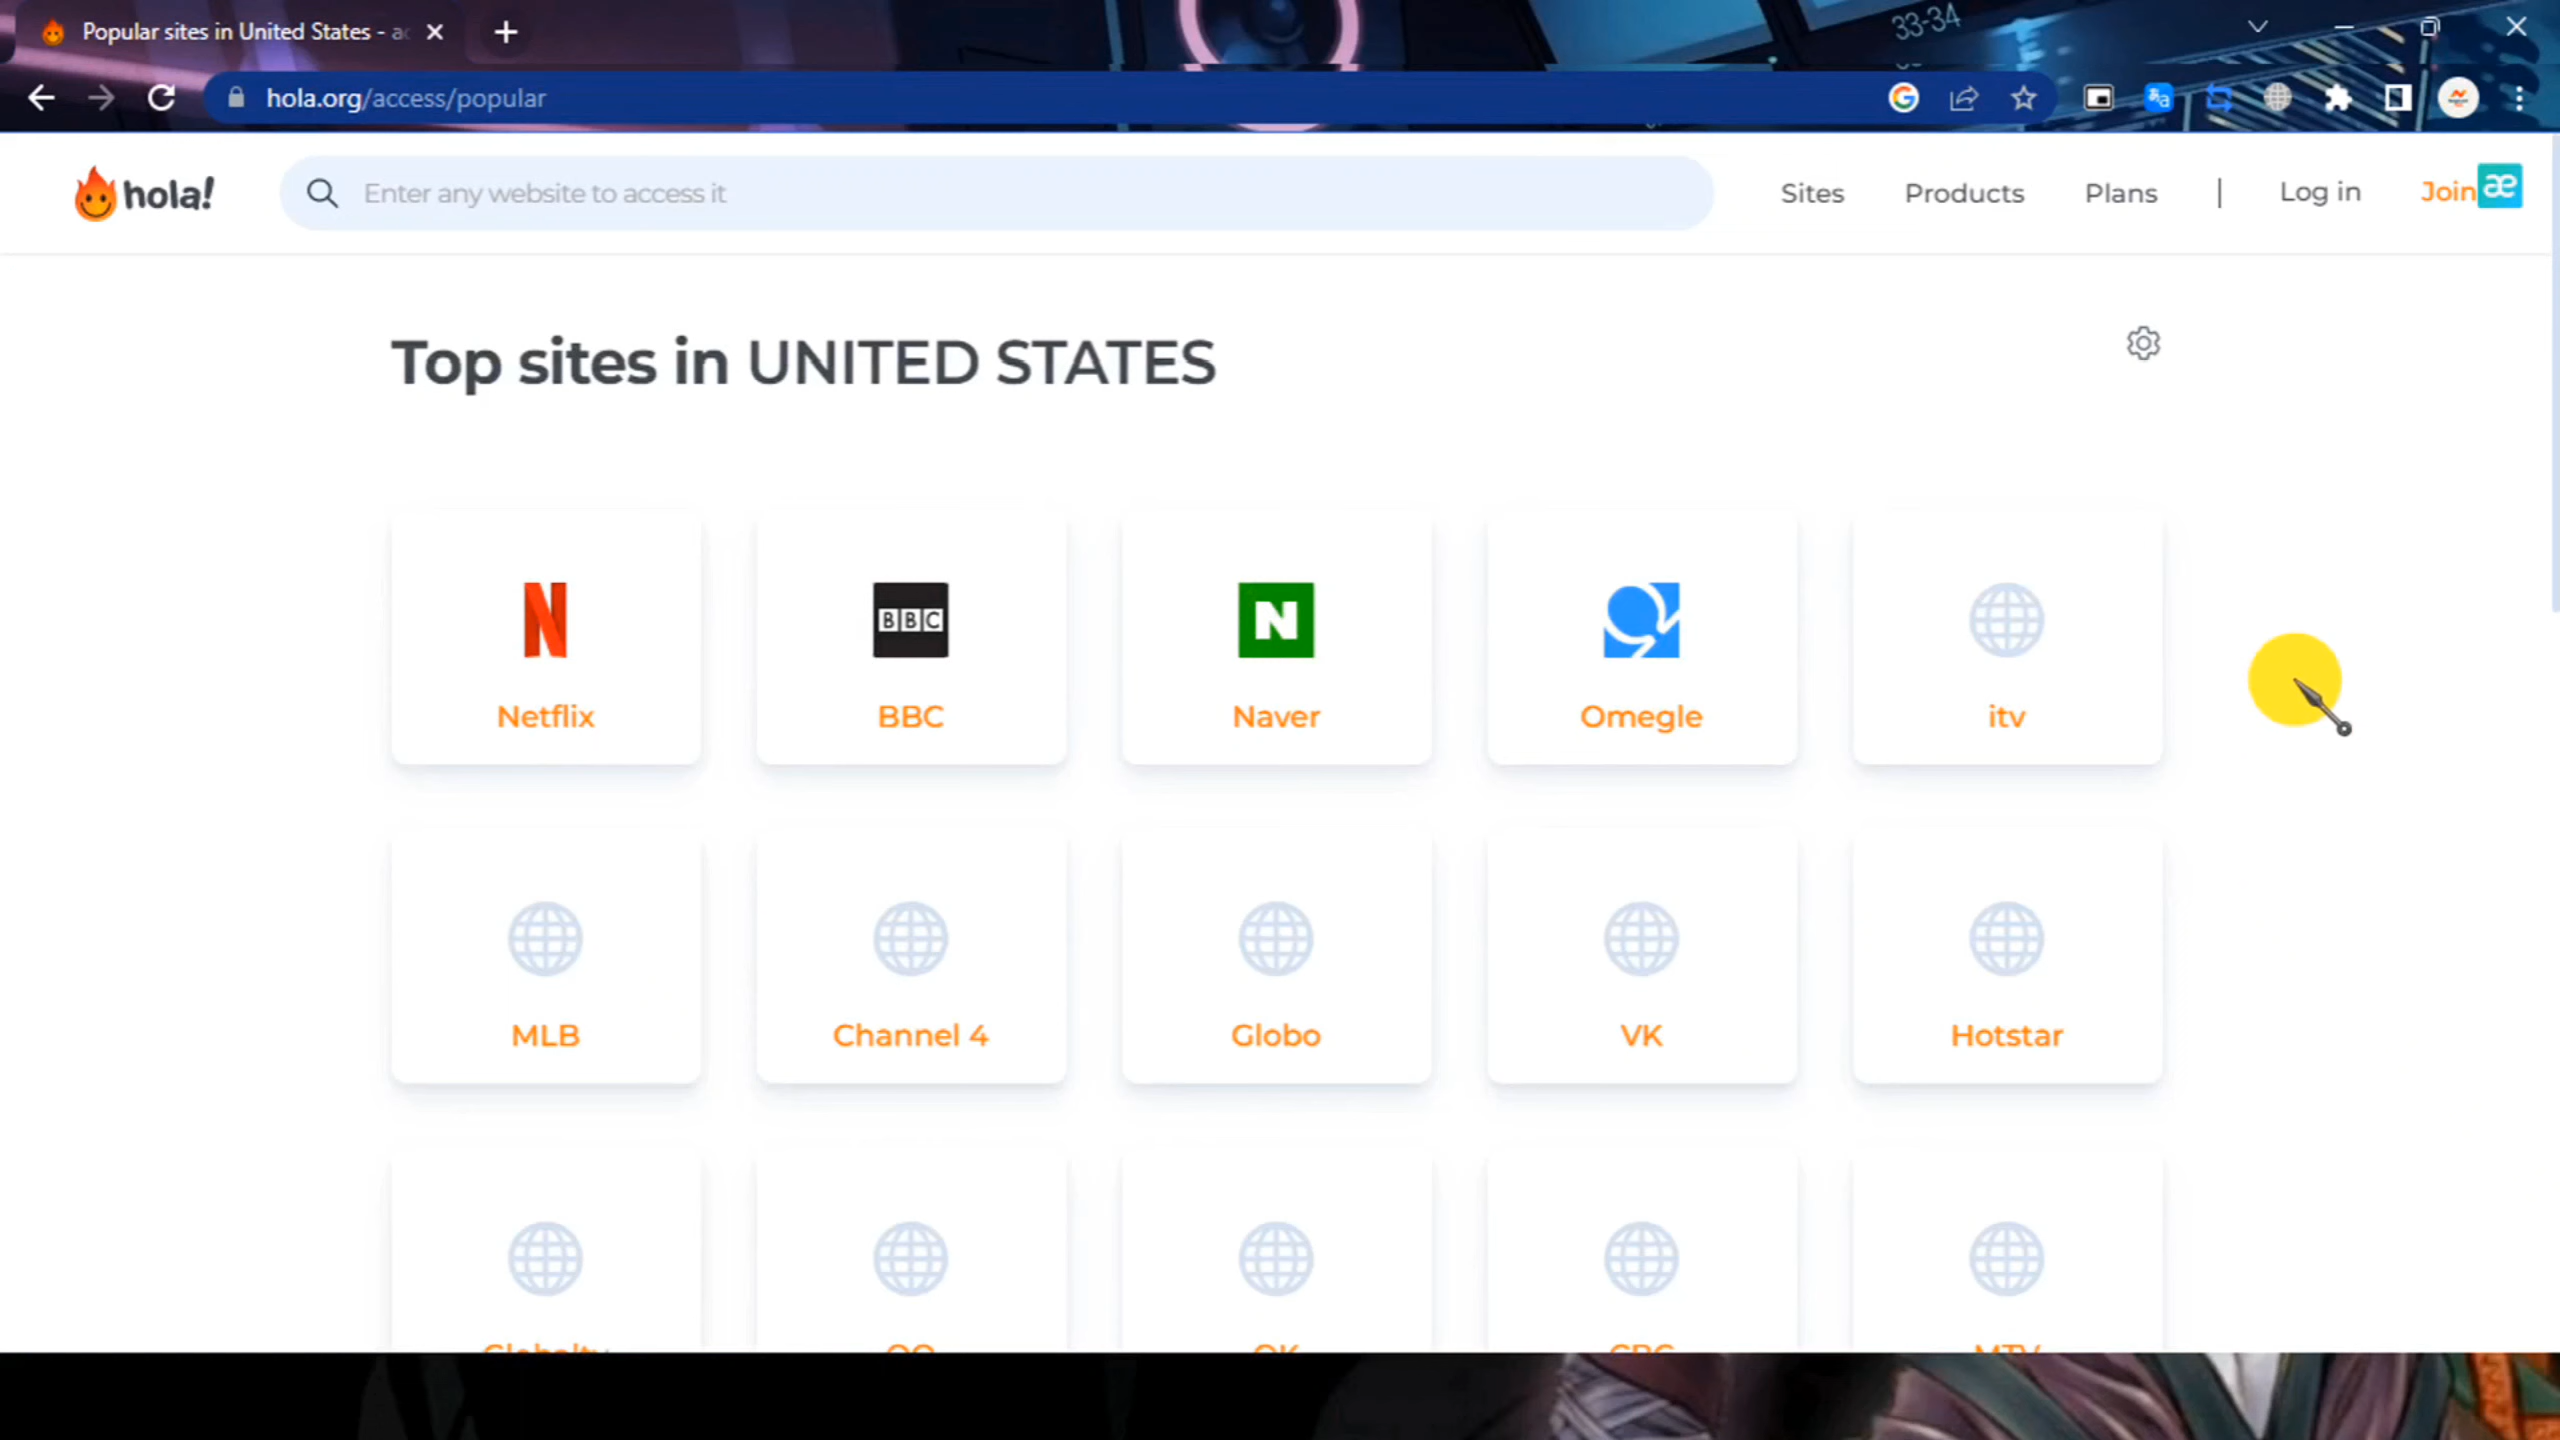 33-34
Popular sites in United States - ac
hola.org/access/popular
hola!
Enter any website to access it
Sites
Products
Plans
|
Log in
Join
æ
Top sites in UNITED STATES
N
BBC
N
Netflix
BBC
Naver
Omegle
itv
MLB
Channel 4
Globo
VK
Hotstar